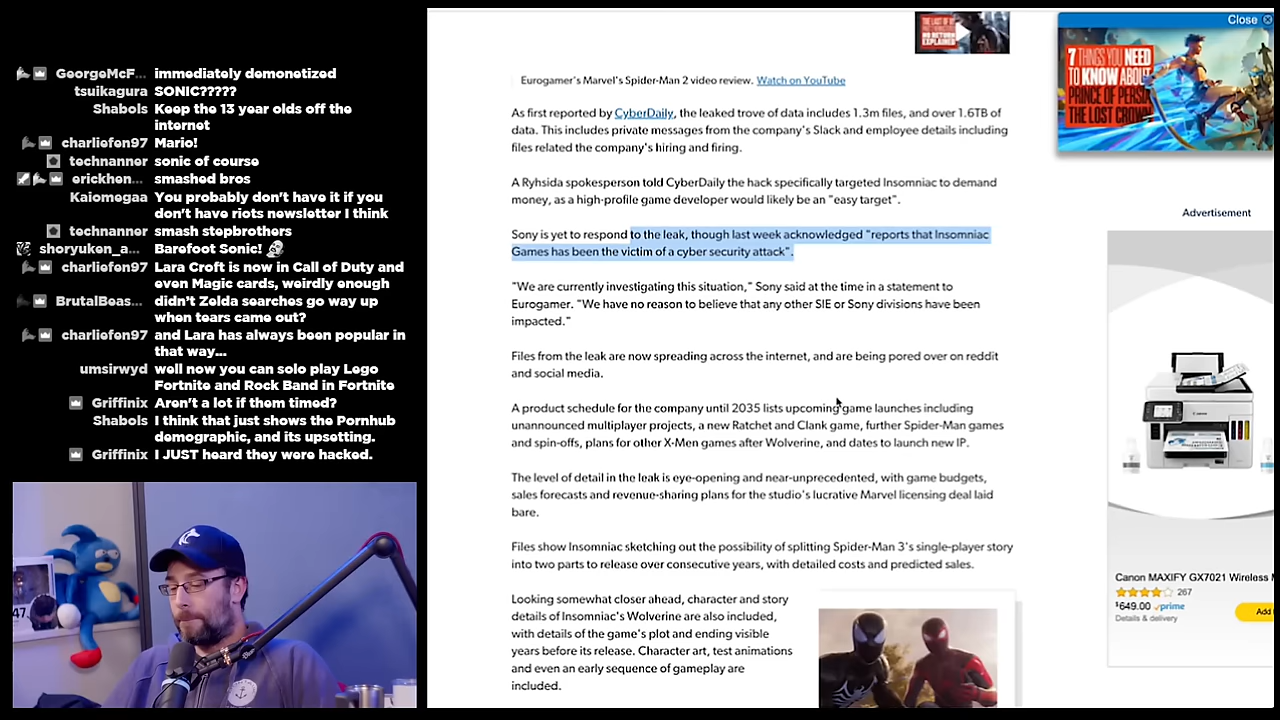 GeorgeMcF... immediately demonetized
tsuikagura SONIC?????
Shabols Keep the 13 year olds off the
internet
charliefon97 Mario!
technanner sonic of course
erickhen... smashed bros
Kaiomegaa You probably don't have it if you
don't have riots newsletter I think
technanner smash stepbrothers
shoryuken_a... Barefoot Sonic!
charliefon97 Lara Croft is now in Call of Duty and
even Magic cards, weirdly enough
BrutalBeas... didn't Zelda searches go way up
when tears came out?
charliefon97 and Lara has always been popular in
that way...
umsirwyd well now you can solo play Lego
Fortnite and Rock Band in Fortnite
Griffinix Aren't a lot if them timed?
Shabols I think that just shows the Pornhub
demographic, and its upsetting.
Griffinix I JUST heard they were hacked.
47
THE LAST OF US
NO RETURN
EXPLAINED
Eurogamer's Marvel's Spider-Man 2 video review. Watch on YouTube
As first reported by CyberDaily, the leaked trove of data includes 1.3m files, and over 1.6TB of
data. This includes private messages from the company's Slack and employee details including
files related the company's hiring and firing.
A Ryhsida spokesperson told CyberDaily the hack specifically targeted Insomniac to demand
money, as a high-profile game developer would likely be an "easy target".
Sony is yet to respond to the leak, though last week acknowledged "reports that Insomniac
Games has been the victim of a cyber security attack".
"We are currently investigating this situation," Sony said at the time in a statement to
Eurogamer. "We have no reason to believe that any other SIE or Sony divisions have been
impacted."
Files from the leak are now spreading across the internet, and are being pored over on reddit
and social media.
A product schedule for the company until 2035 lists upcoming game launches including
unannounced multiplayer projects, a new Ratchet and Clank game, further Spider-Man games
and spin-offs, plans for other X-Men games after Wolverine, and dates to launch new IP.
The level of detail in the leak is eye-opening and near-unprecedented, with game budgets,
sales forecasts and revenue-sharing plans for the studio's lucrative Marvel licensing deal laid
bare.
Files show Insomniac sketching out the possibility of splitting Spider-Man 3's single-player story
into two parts to release over consecutive years, with detailed costs and predicted sales.
Looking somewhat closer ahead, character and story
details of Insomniac's Wolverine are also included,
with details of the game's plot and ending visible
years before its release. Character art, test animations
and even an early sequence of gameplay are
included.
Close
7 THINGS YOU NEED
TO KNOW ABOUT
PRINCE OF PERSIA
THE LOST CROWN
Advertisement
Canon
Canon MAXIFY GX7021 Wireless
267
$649.00 prime
Add
Details & delivery